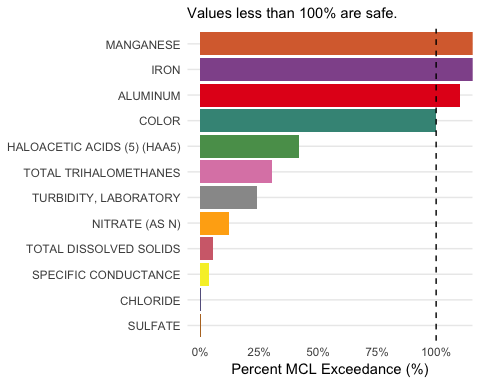 Values less than 100% are safe.
MANGANESE
IRON
ALUMINUM
COLOR
HALOACETIC ACIDS (5) (HAA5)
TOTAL TRIHALOMETHANES
TURBIDITY, LABORATORY
NITRATE (AS N)
TOTAL DISSOLVED SOLIDS
SPECIFIC CONDUCTANCE
CHLORIDE
SULFATE
0% 25% 50% 75% 100%
Percent MCL Exceedance (%)